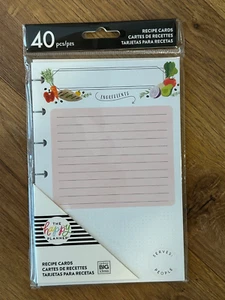 40 pcs/pzs
RECIPE CARDS
CARTES DE RECETTES
TARJETAS PARA RECETAS
INGREDIENTS
THE
happy
PLANNER
RECIPE CARDS
CARTES DE RECETTES
TARJETAS PARA RECETAS
BIG
SERVES
PEOPLE